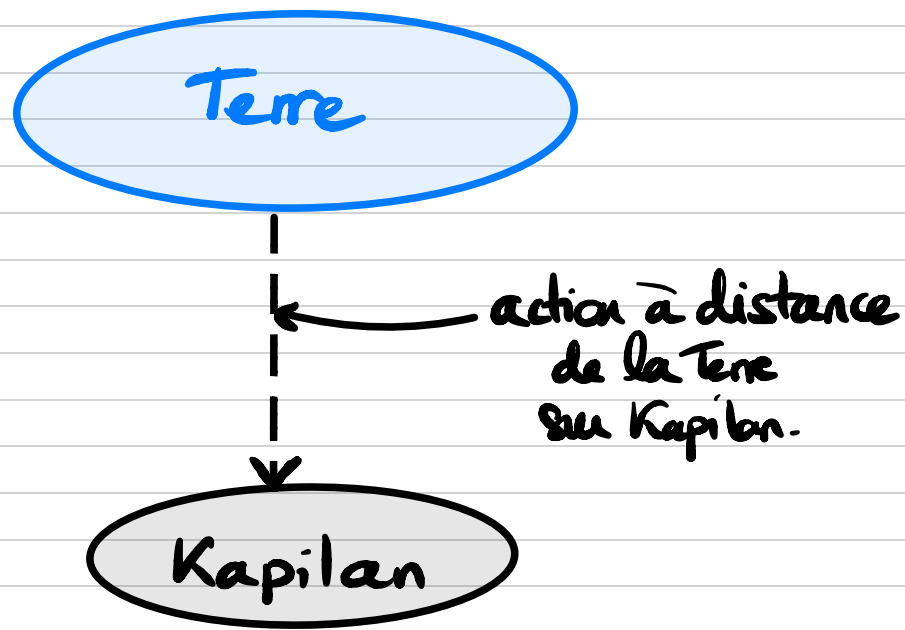 Terre
action à distance
de la Terre
sur Kapilan.
Kapilan